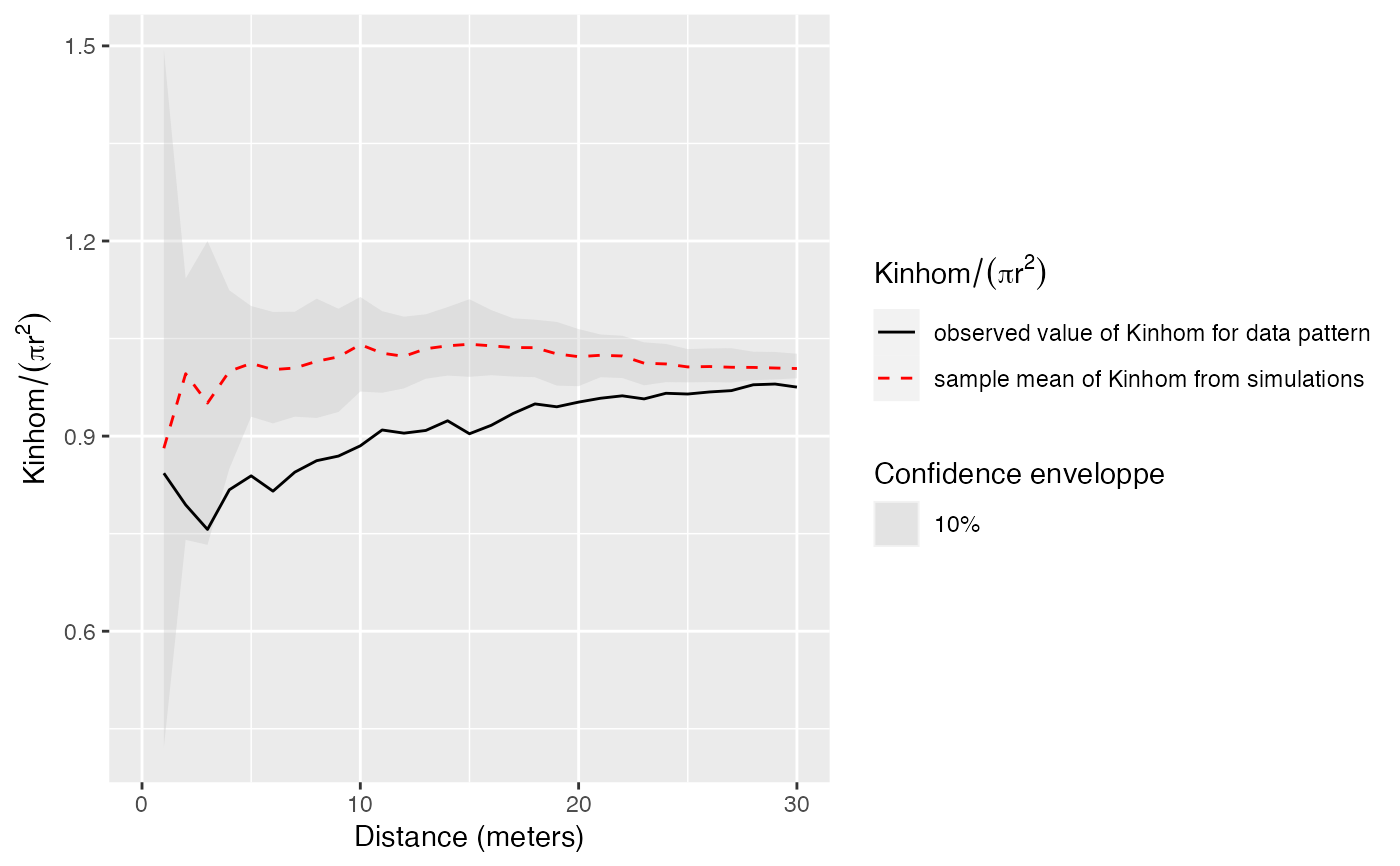 1.5
1.2
0.9
0.6
Kinhom/(πr²)
0
10
20
30
Distance (meters)
Kinhom/(πr²)
observed value of Kinhom for data pattern
sample mean of Kinhom from simulations
Confidence enveloppe
10%